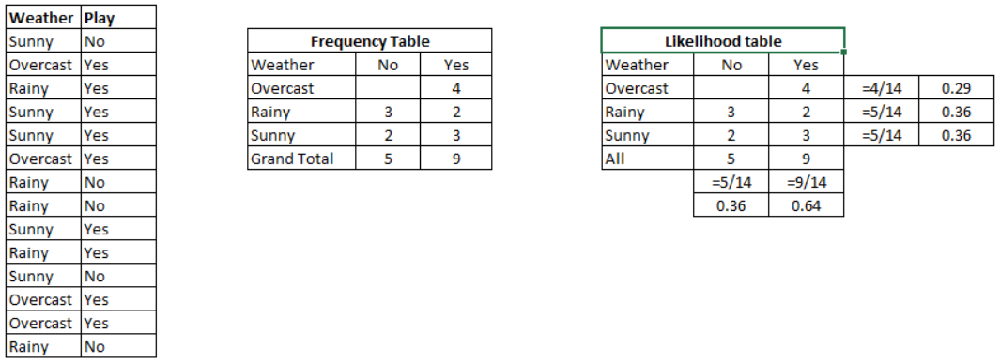 Weather Play
Sunny No
Overcast Yes
Rainy Yes
Sunny Yes
Sunny Yes
Overcast Yes
Rainy No
Rainy No
Sunny Yes
Rainy Yes
Sunny No
Overcast Yes
Overcast Yes
Rainy No
Frequency Table
Weather No Yes
Overcast 4
Rainy 3 2
Sunny 2 3
Grand Total 5 9
Likelihood table
Weather No Yes
Overcast 4 =4/14 0.29
Rainy 3 2 =5/14 0.36
Sunny 2 3 =5/14 0.36
All 5 9
=5/14 =9/14
0.36 0.64